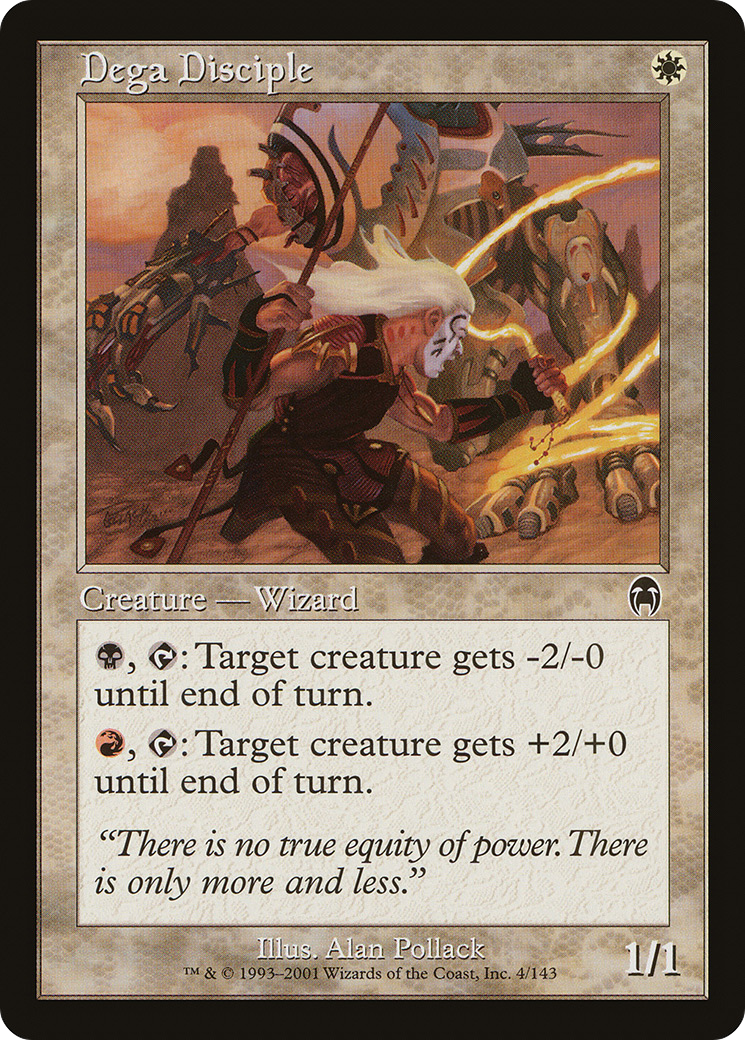 Dega Disciple
Creature — Wizard
: Target creature gets -2/-0
until end of turn.
: Target creature gets +2/+0
until end of turn.
“There is no true equity of power. There
is only more and less.”
Illus. Alan Pollack
™ & © 1993–2001 Wizards of the Coast, Inc. 4/143
1/1